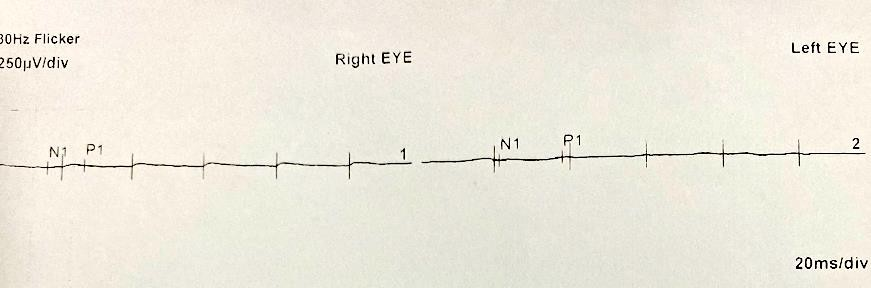 30Hz Flicker
250µV/div
Right EYE
Left EYE
N1 P1 1
N1 P1 2
20ms/div